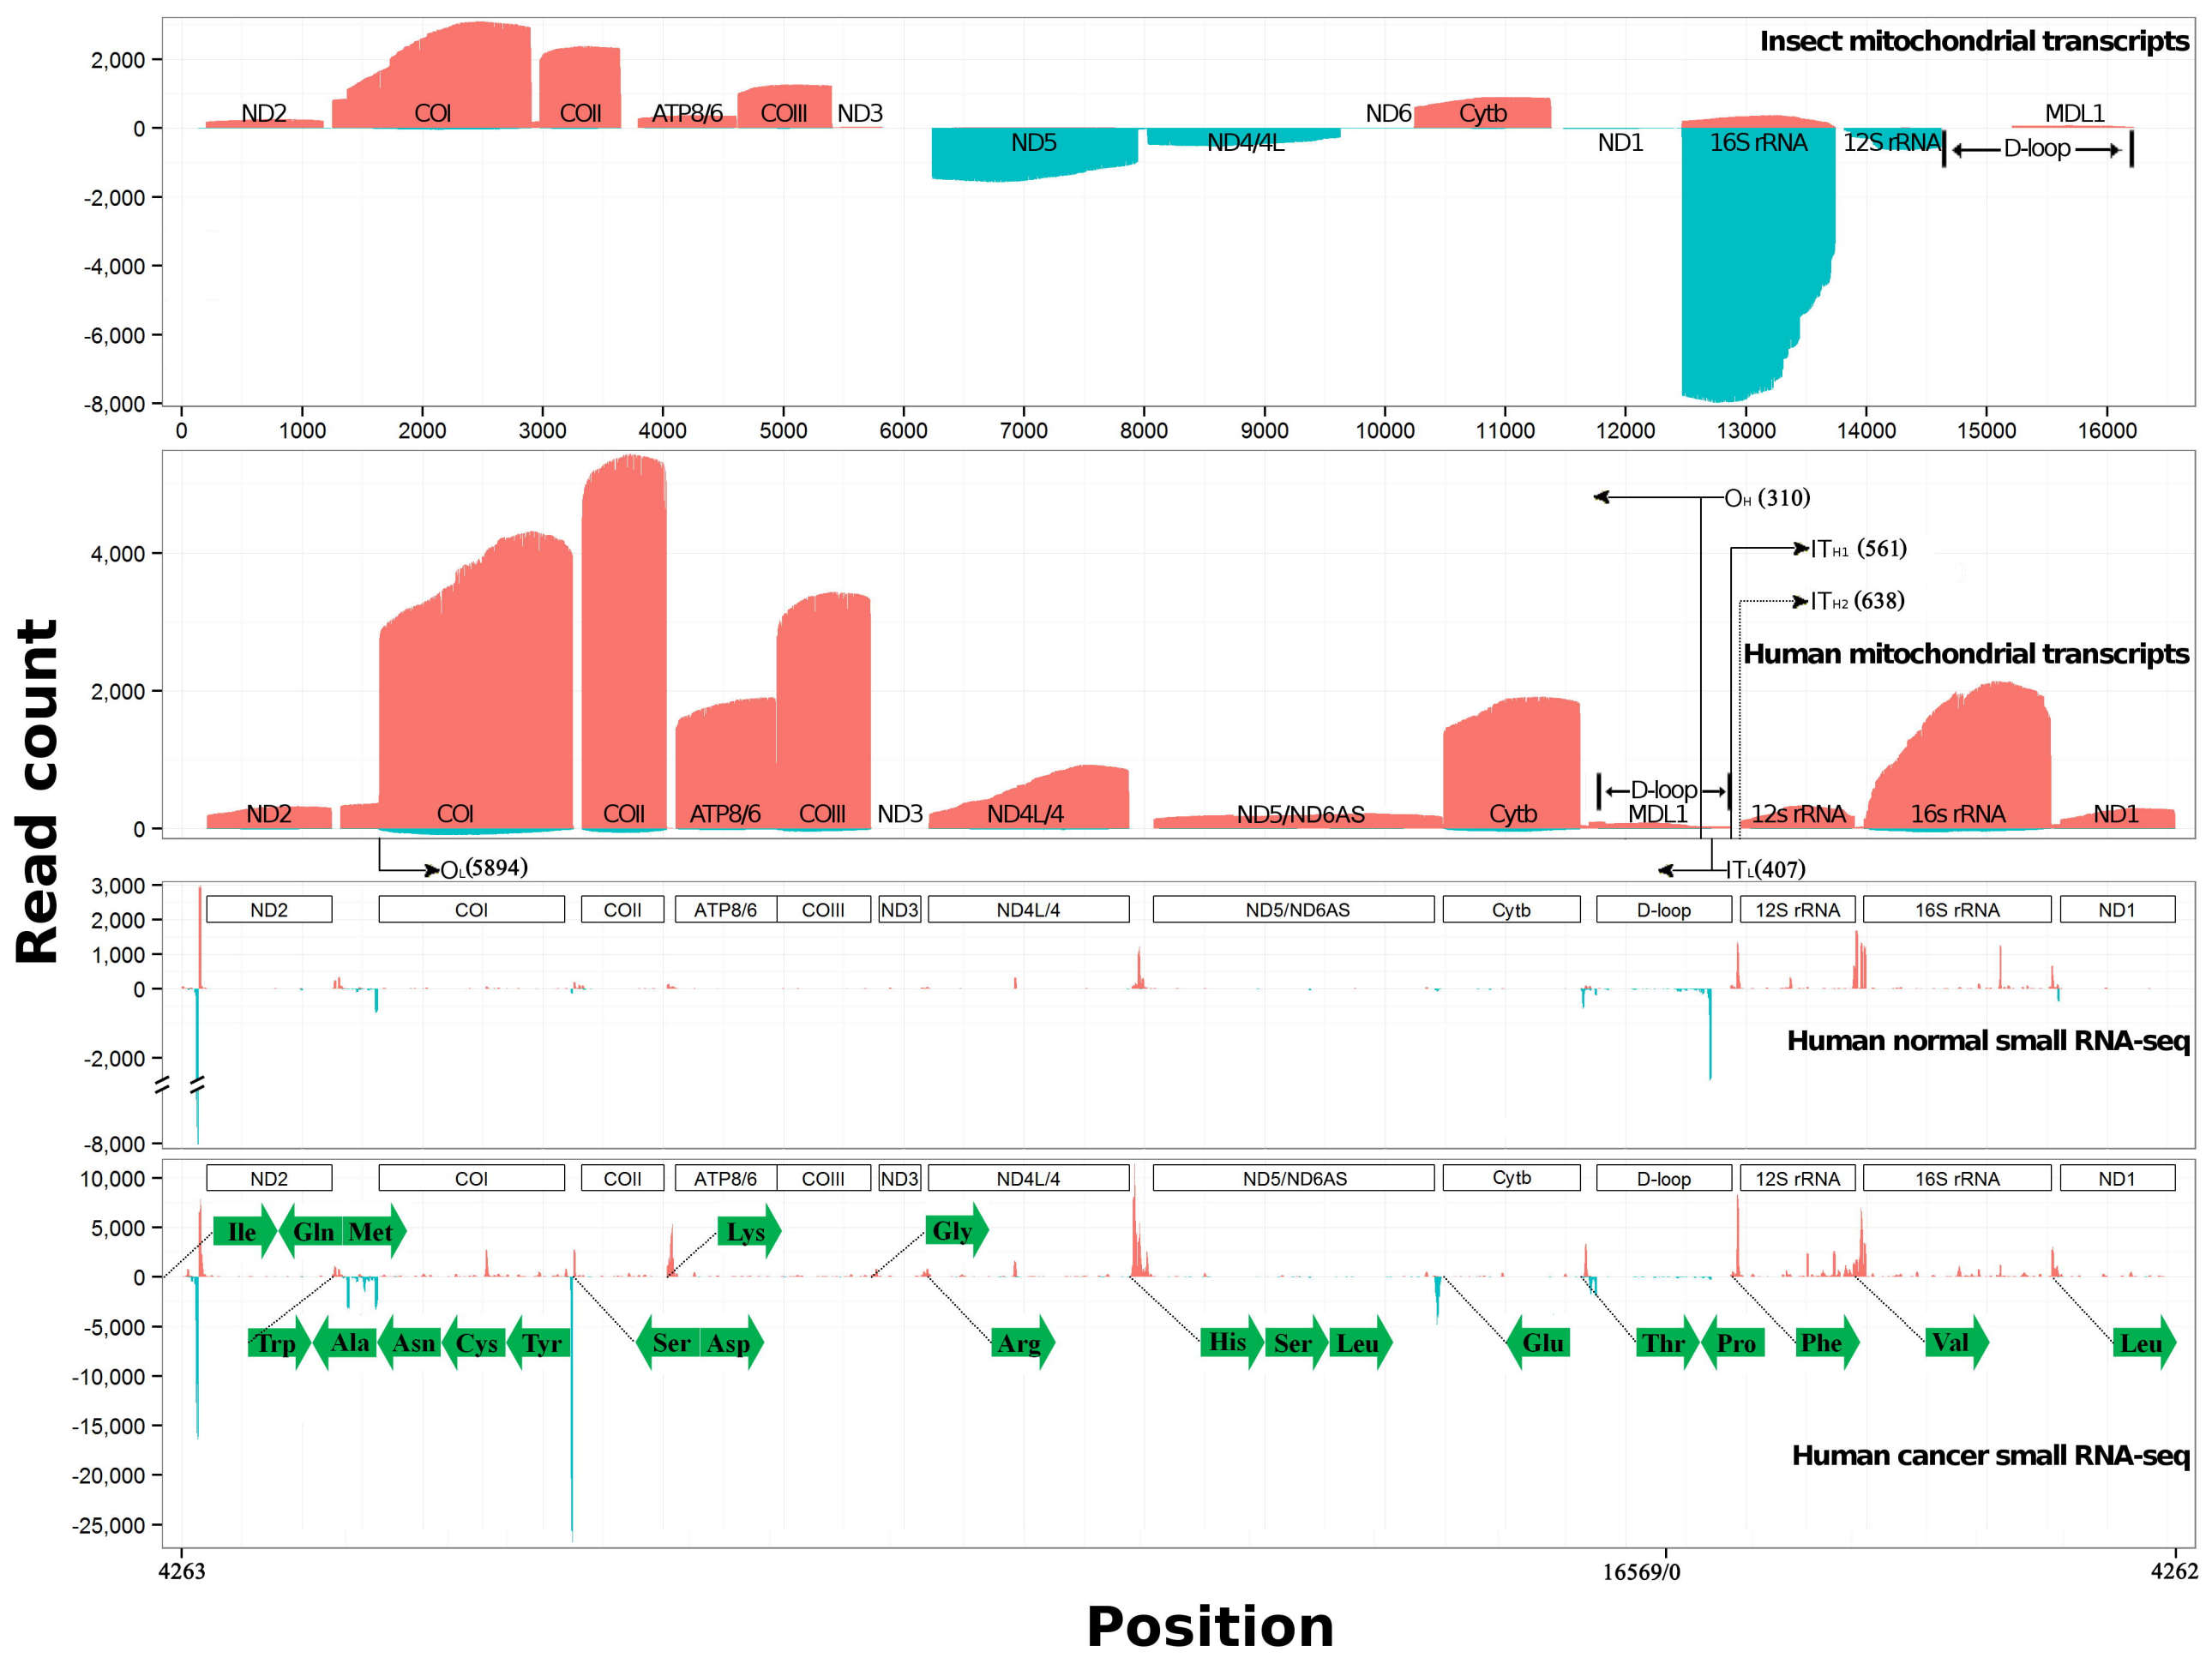 Insect mitochondrial transcripts
2,000
0
-2,000
-4,000
-6,000
-8,000
ND2
COI
COII
ATP8/6
COIII
ND3
ND5
ND4/4L
ND6
Cytb
ND1
16S rRNA
12S rRNA
D-loop
MDL1
0 1000 2000 3000 4000 5000 6000 7000 8000 9000 10000 11000 12000 13000 14000 15000 16000
Read count
OH (310)
ITH1 (561)
ITH2 (638)
Human mitochondrial transcripts
4,000
2,000
0
ND2
COI
COII
ATP8/6
COIII
ND3
ND4L/4
ND5/ND6AS
Cytb
D-loop
MDL1
12s rRNA
16s rRNA
ND1
OL(5894)
ITL(407)
3,000
2,000
1,000
0
-2,000
-8,000
ND2 COI COII ATP8/6 COIII ND3 ND4L/4 ND5/ND6AS Cytb D-loop 12S rRNA 16S rRNA ND1
Human normal small RNA-seq
10,000
5,000
0
-5,000
-10,000
-15,000
-20,000
-25,000
ND2 COI COII ATP8/6 COIII ND3 ND4L/4 ND5/ND6AS Cytb D-loop 12S rRNA 16S rRNA ND1
Ile Gln Met Lys Gly
Trp Ala Asn Cys Tyr Ser Asp Arg His Ser Leu Glu Thr Pro Phe Val Leu
Human cancer small RNA-seq
4263 16569/0 4262
Position